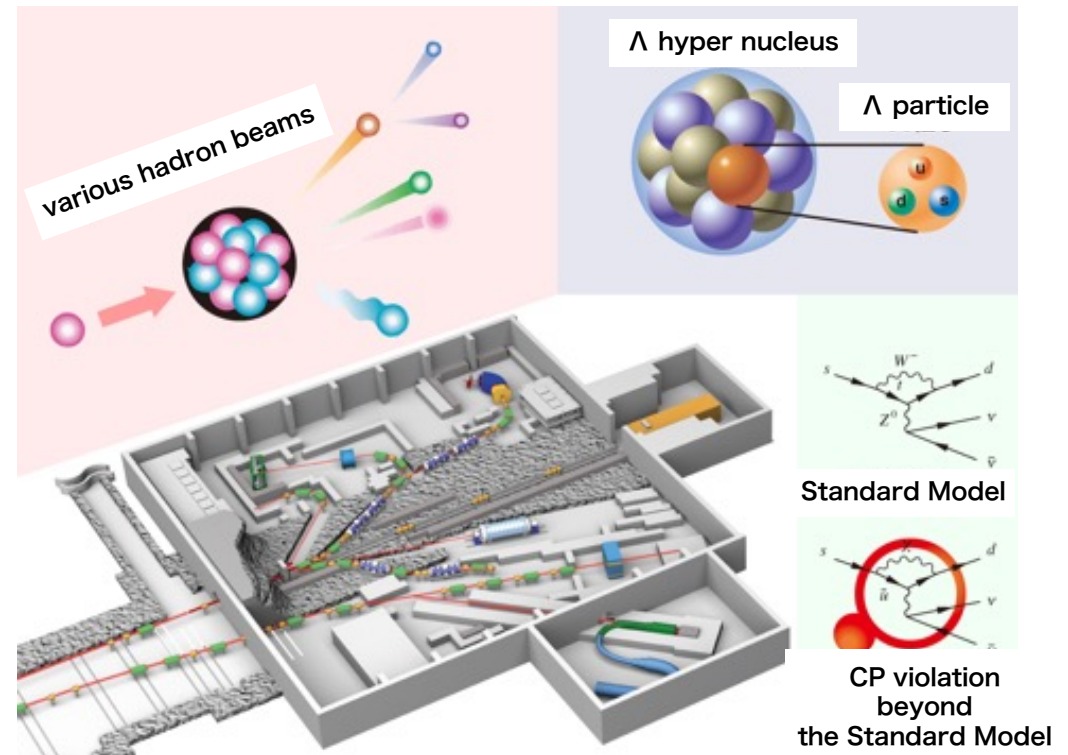 various hadron beams
Λ hyper nucleus
Λ particle
u
d
s
s
W⁻
d
t
Z⁰
ν
ν̄
Standard Model
s
d
ũ
ν
CP violation
beyond
the Standard Model